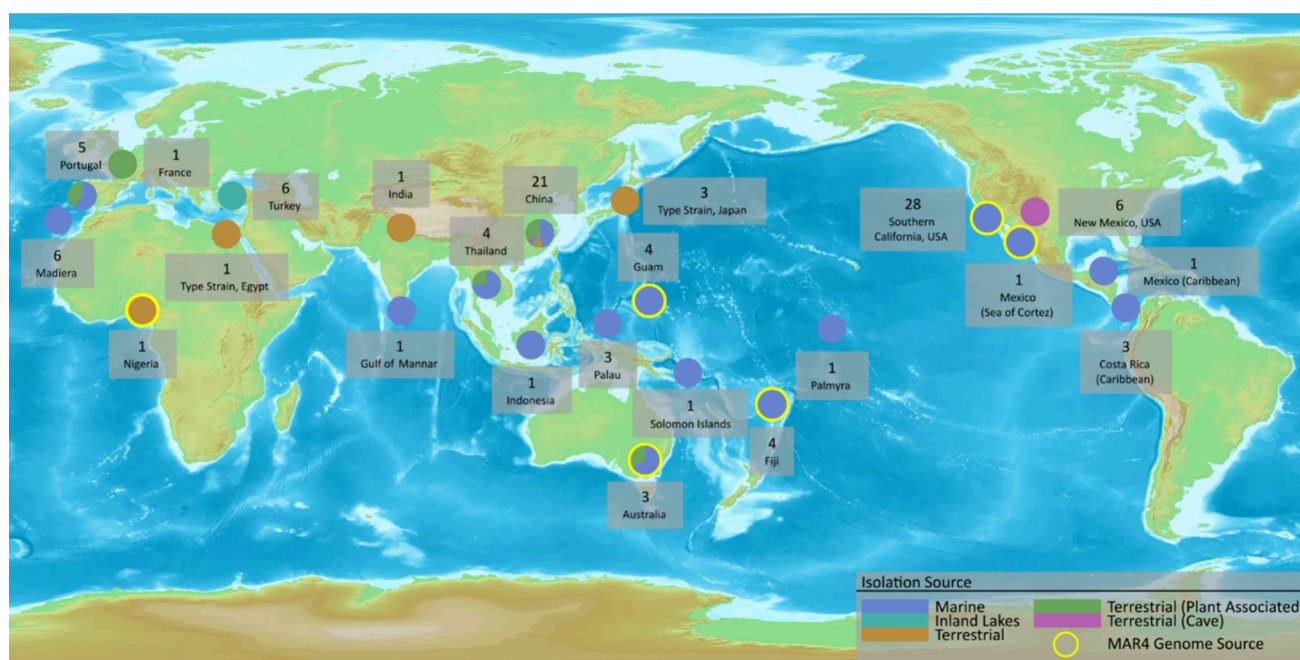 5
Portugal
1
France
6
Turkey
6
Madiera
1
Type Strain, Egypt
1
Nigeria
1
India
1
Gulf of Mannar
4
Thailand
21
China
3
Type Strain, Japan
4
Guam
1
Indonesia
3
Palau
1
Solomon Islands
3
Australia
4
Fiji
1
Palmyra
28
Southern
California, USA
6
New Mexico, USA
1
Mexico
(Sea of Cortez)
1
Mexico (Caribbean)
3
Costa Rica
(Caribbean)
Isolation Source
Marine
Inland Lakes
Terrestrial
Terrestrial (Plant Associated
Terrestrial (Cave)
MAR4 Genome Source